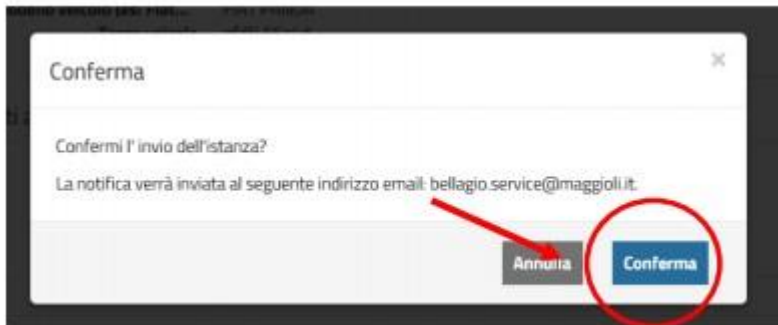 Conferma
×
Confermi l' invio dell'istanza?
La notifica verrà inviata al seguente indirizzo email: bellagio.service@maggioli.it.
Annulla
Conferma